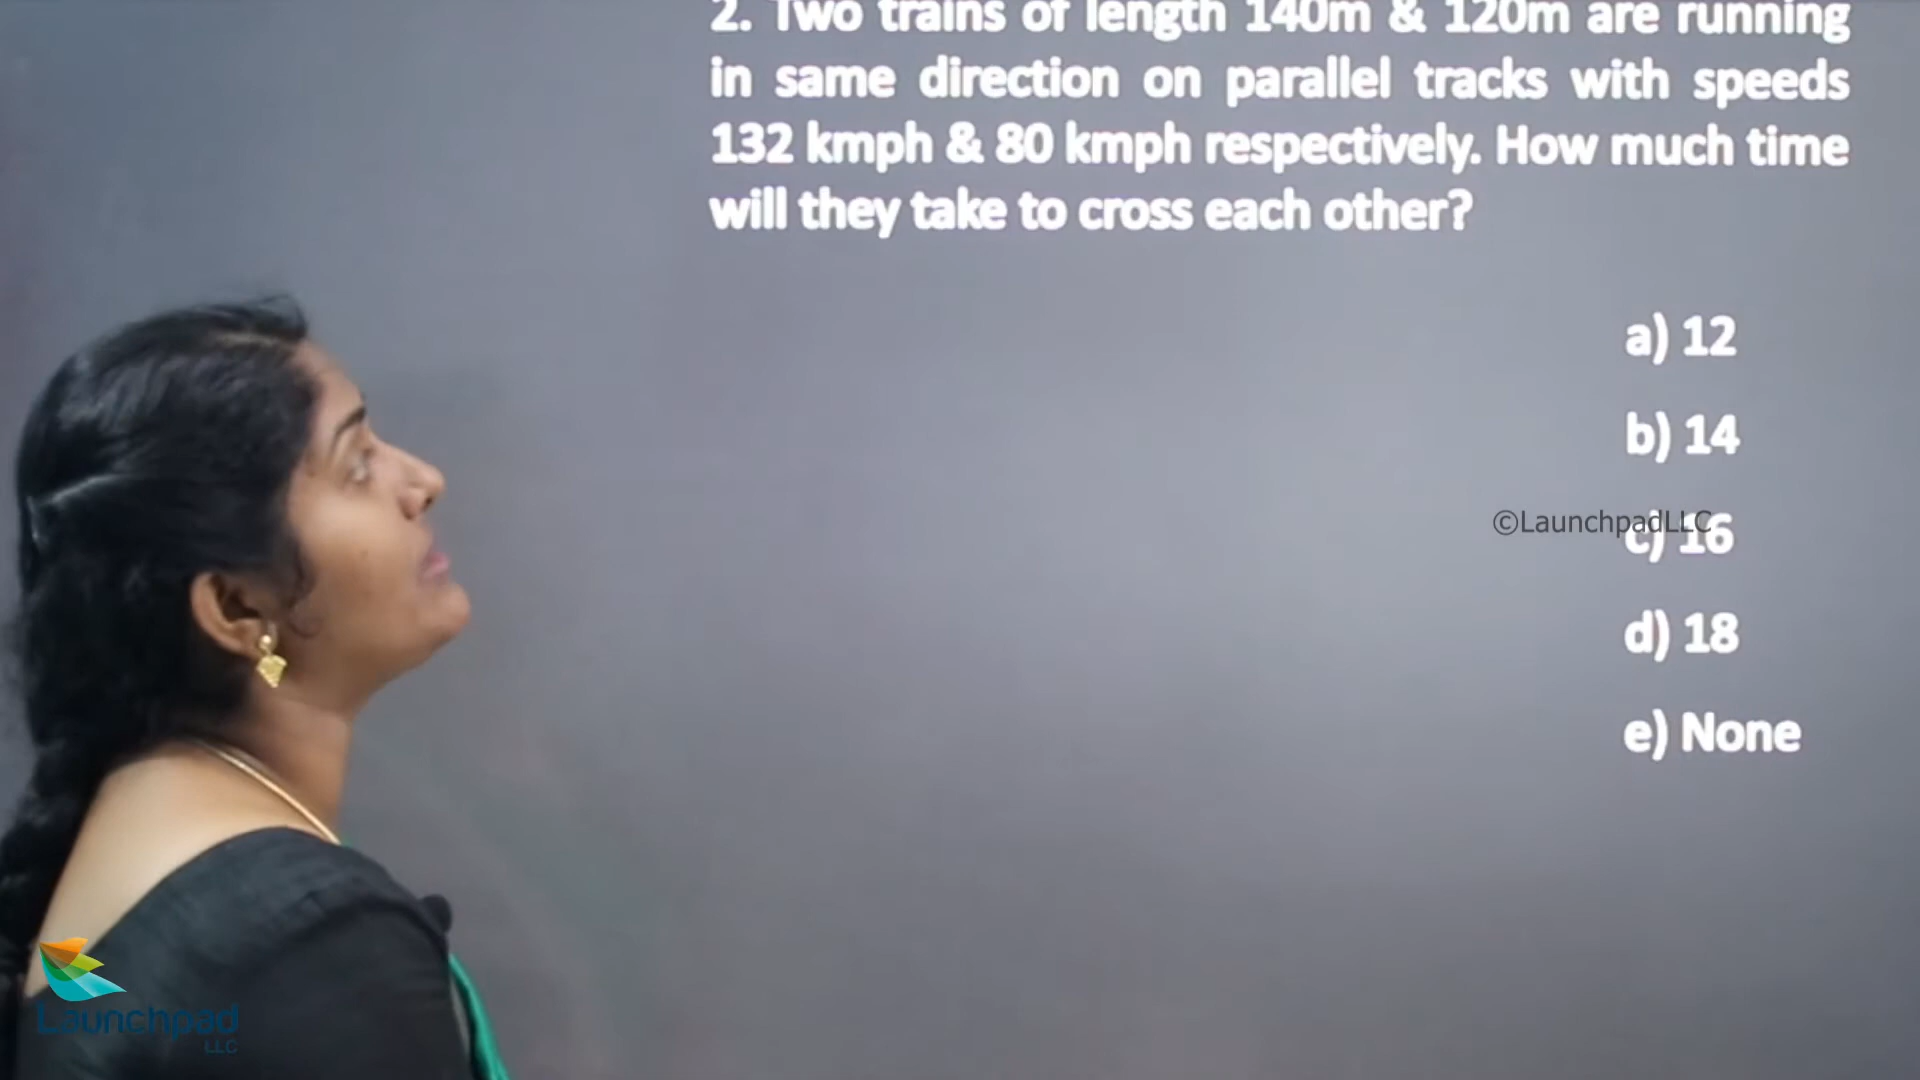 2. Two trains of length 140m & 120m are running
in same direction on parallel tracks with speeds
132 kmph & 80 kmph respectively. How much time
will they take to cross each other?
a) 12
b) 14
©LaunchpadLLC
c) 16
d) 18
e) None
Launchpad
LLC